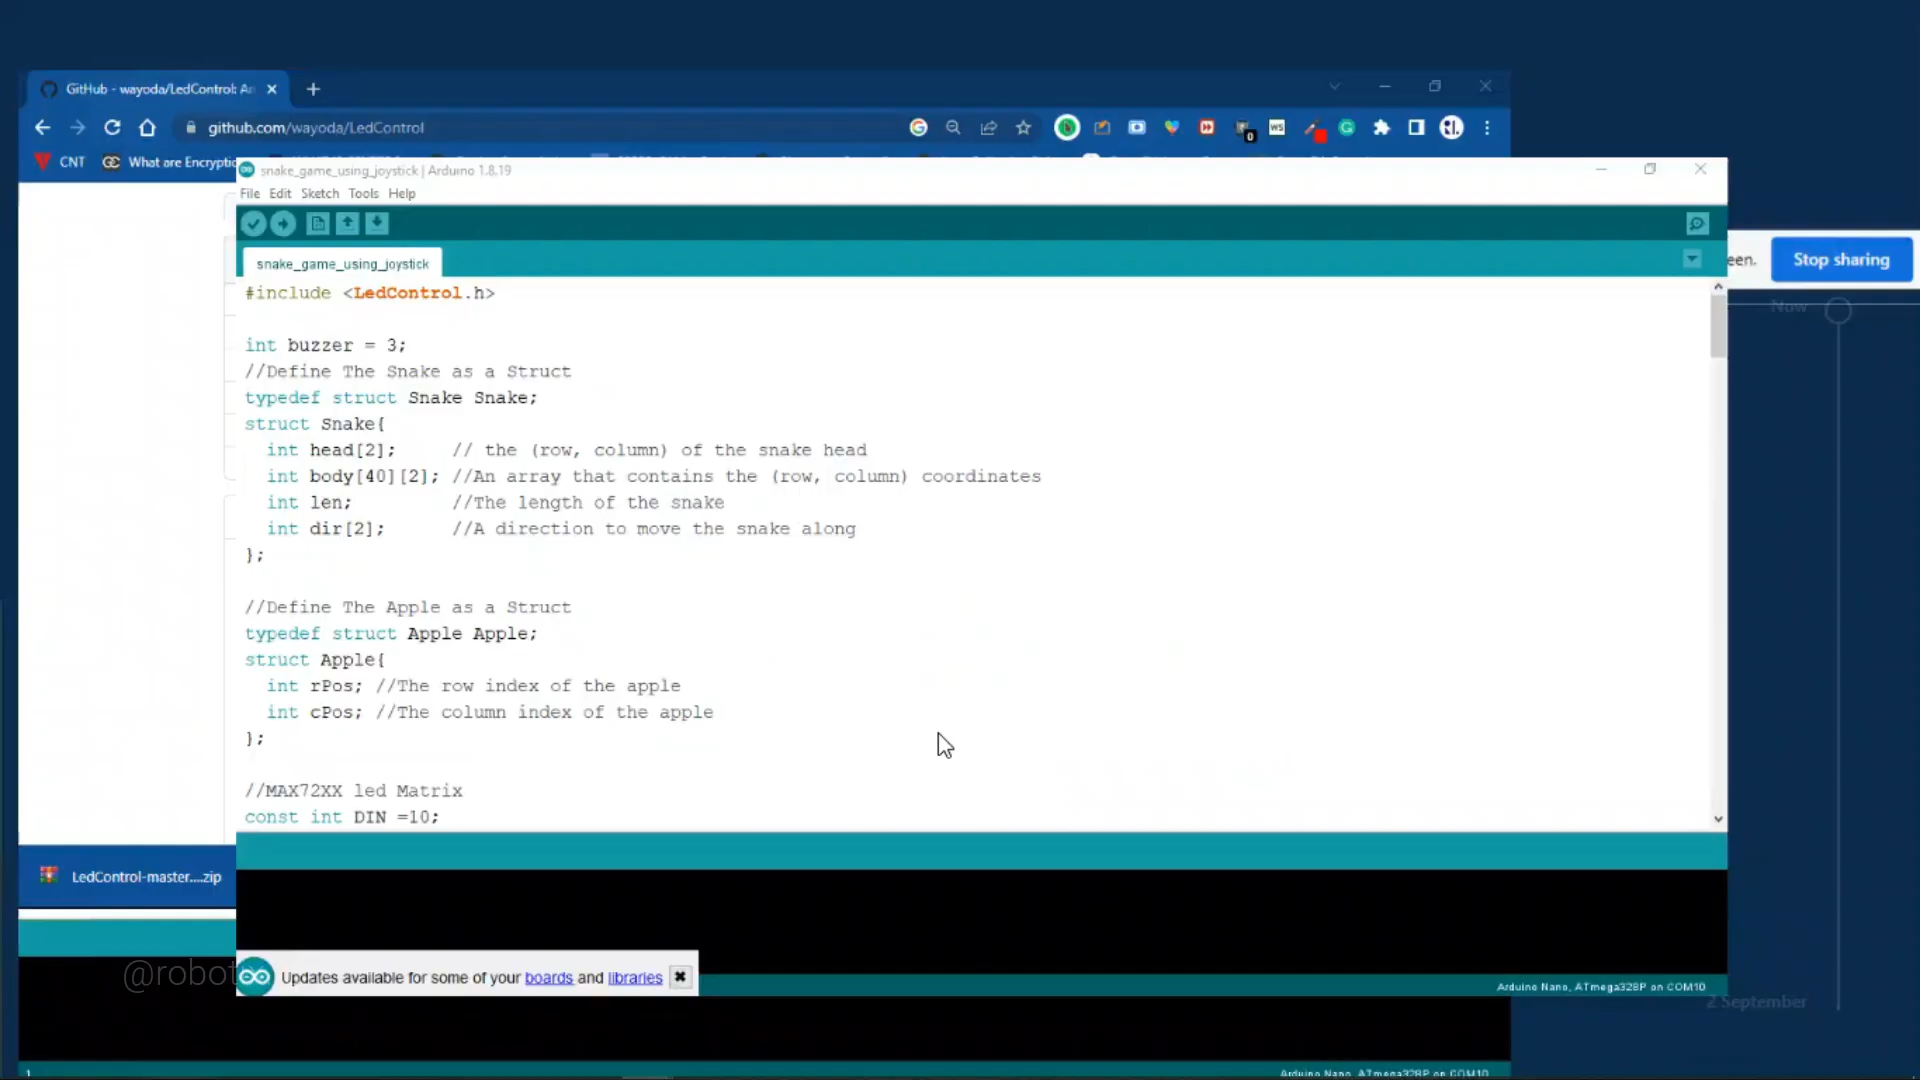 GitHub - wayoda/LedControl: Ar
github.com/wayoda/LedControl
CNT
What are Encryptio
snake_game_using_joystick | Arduino 1.8.19
File Edit Sketch Tools Help
een.
Stop sharing
snake_game_using_joystick
Now
#include <LedControl.h>
int buzzer = 3;
//Define The Snake as a Struct
typedef struct Snake Snake;
struct Snake{
int head[2]; // the (row, column) of the snake head
int body[40][2]; //An array that contains the (row, column) coordinates
int len; //The length of the snake
int dir[2]; //A direction to move the snake along
};
//Define The Apple as a Struct
typedef struct Apple Apple;
struct Apple{
int rPos; //The row index of the apple
int cPos; //The column index of the apple
};
//MAX72XX led Matrix
const int DIN =10;
LedControl-master....zip
@robot
Updates available for some of your boards and libraries
Arduino Nano, ATmega328P on COM10
2 September
1
Arduino Nano, ATmega328P on COM10